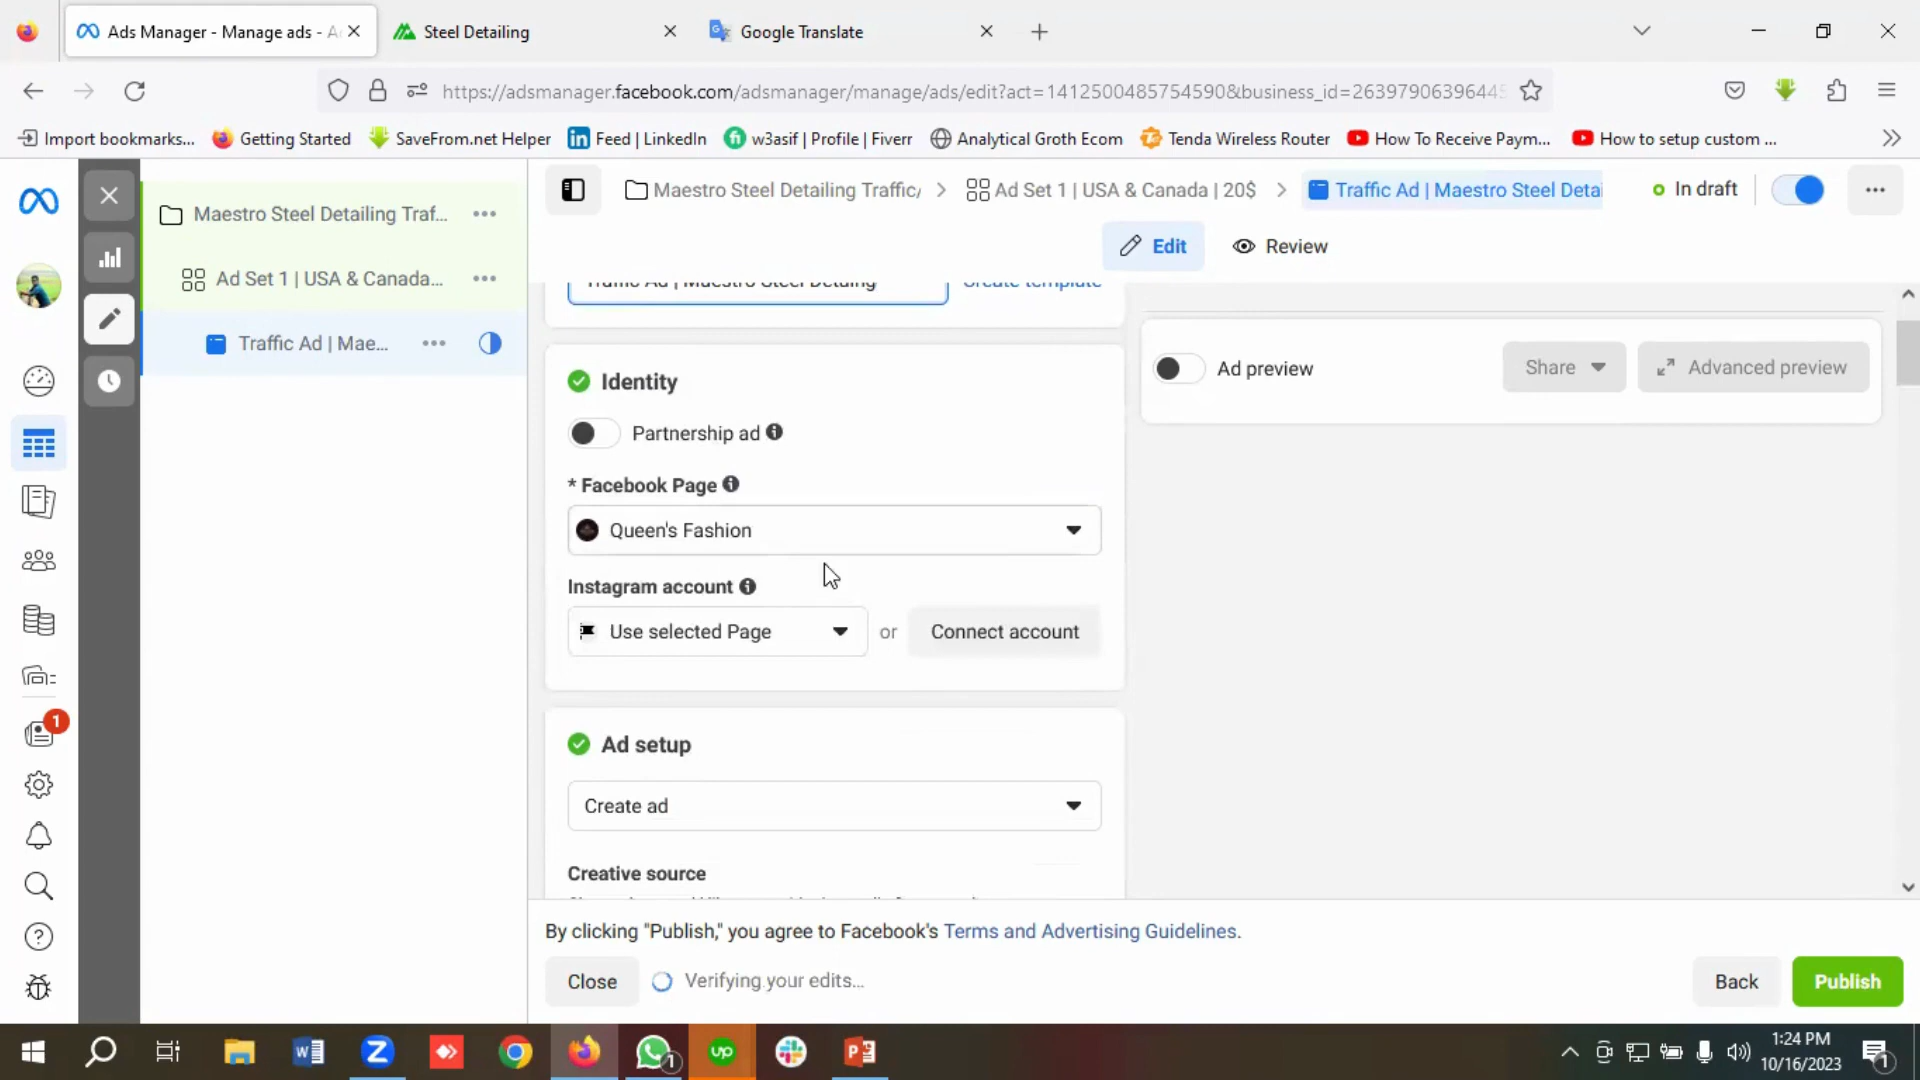 Ads Manager - Manage ads - A
Steel Detailing
Google Translate
https://adsmanager.facebook.com/adsmanager/manage/ads/edit?act=1412500485754590&business_id=26397906396445
Import bookmarks...
Getting Started
SaveFrom.net Helper
Feed | LinkedIn
w3asif | Profile | Fiverr
Analytical Groth Ecom
Tenda Wireless Router
How To Receive Paym...
How to setup custom ...
Maestro Steel Detailing Traf...
Ad Set 1 | USA & Canada...
Traffic Ad | Mae...
Maestro Steel Detailing Traffic/
Ad Set 1 | USA & Canada | 20$
Traffic Ad | Maestro Steel Detai
In draft
Edit
Review
Traffic Ad | Maestro Steel Detailing
Create template
Identity
Partnership ad
* Facebook Page
Queen's Fashion
Instagram account
Use selected Page
or
Connect account
Ad setup
Create ad
Creative source
Ad preview
Share
Advanced preview
By clicking "Publish," you agree to Facebook's Terms and Advertising Guidelines.
Close
Verifying your edits...
Back
Publish
1
1
up
1:24 PM
10/16/2023
1